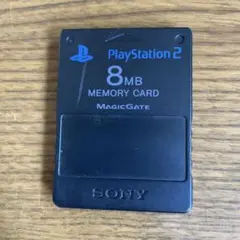 PlayStation 2
8MB
MEMORY CARD
MAGICGATE
SONY